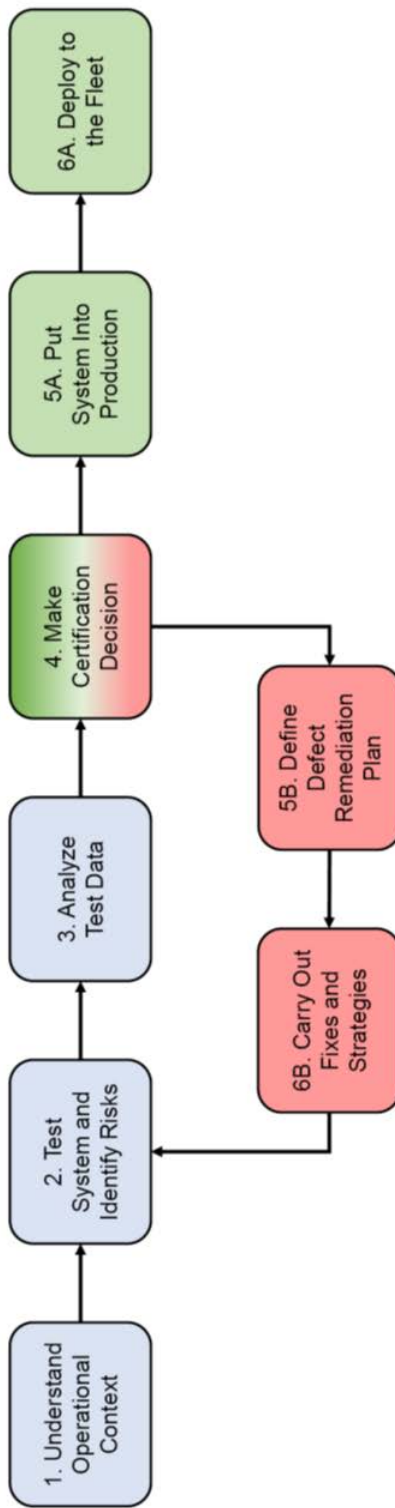 1. Understand
Operational
Context
2. Test
System and
Identify Risks
3. Analyze
Test Data
4. Make
Certification
Decision
5A. Put
System Into
Production
6A. Deploy to
the Fleet
5B. Define
Defect
Remediation
Plan
6B. Carry Out
Fixes and
Strategies